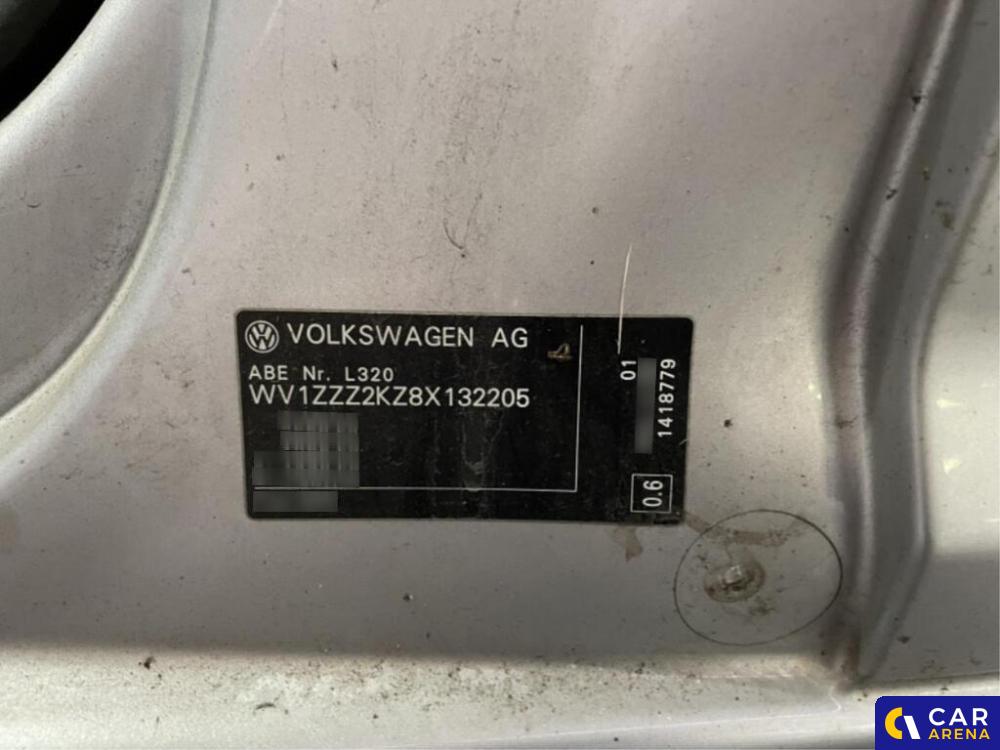 VOLKSWAGEN AG
ABE Nr. L320
WV1ZZZ2KZ8X132205
01
1418779
0.6
CAR
ARENA